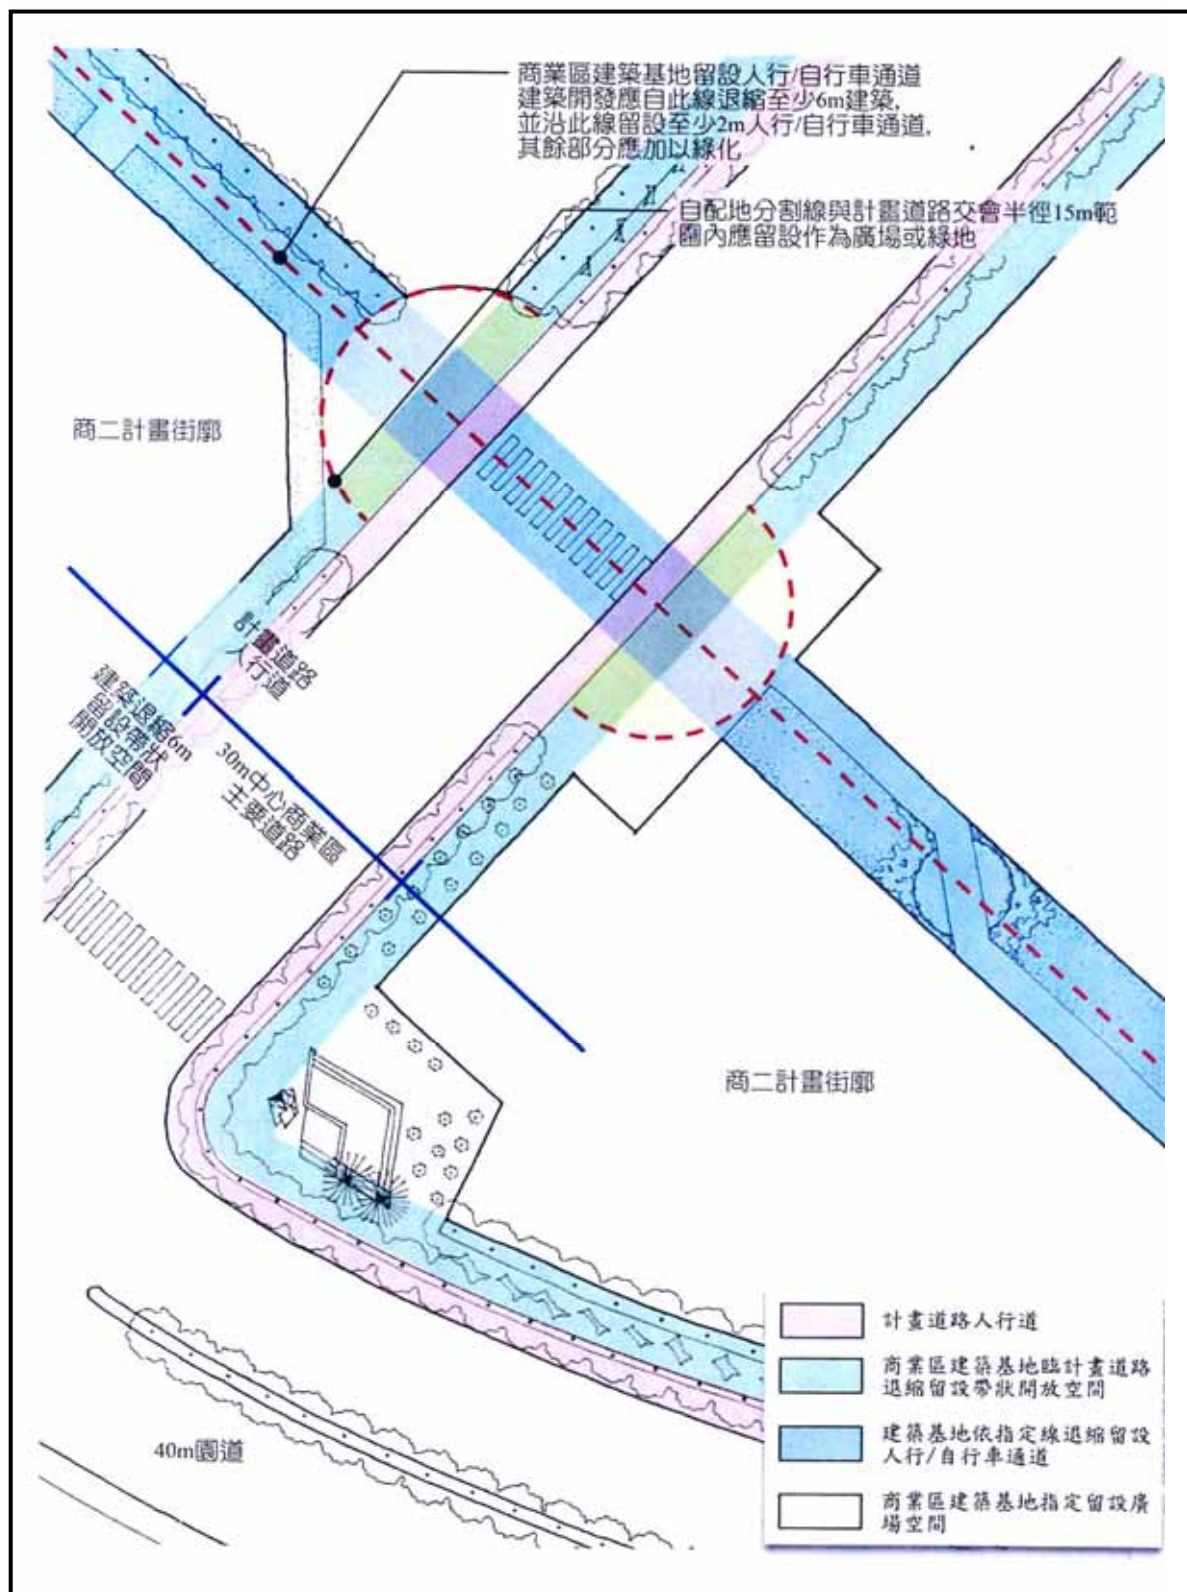 商業區建築基地留設人行/自行車通道
建築開發應自此線退縮至少6m建築,
並沿此線留設至少2m人行/自行車通道,
其餘部分應加以綠化
自配地分割線與計畫道路交會半徑15m範
圍內應留設作為廣場或綠地
商二計畫街廓
計畫道路
人行道
建築退縮6m
留設帶狀
開放空間
30m中心商業區
主要道路
商二計畫街廓
40m園道
計畫道路人行道
商業區建築基地臨計畫道路
退縮留設帶狀開放空間
建築基地依指定線退縮留設
人行/自行車通道
商業區建築基地指定留設廣
場空間